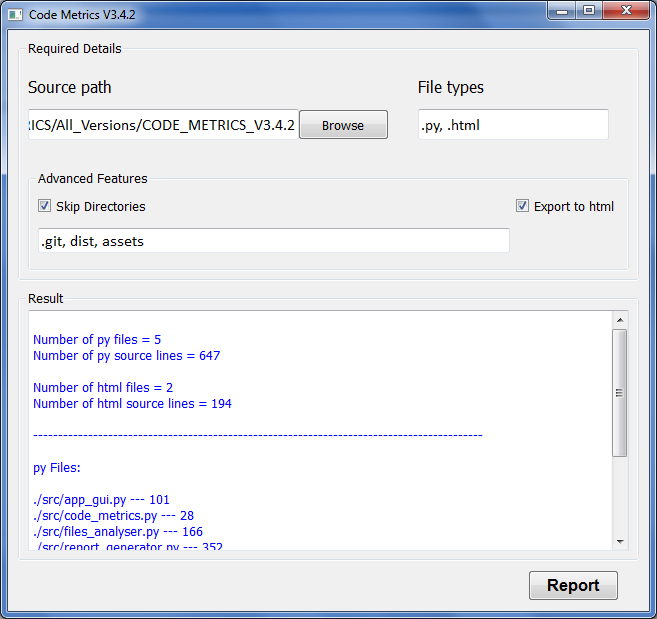 Code Metrics V3.4.2
Required Details
Source path
File types
RICS/All_Versions/CODE_METRICS_V3.4.2
Browse
.py, .html
Advanced Features
Skip Directories
Export to html
.git, dist, assets
Result
Number of py files = 5
Number of py source lines = 647
Number of html files = 2
Number of html source lines = 194
------------------------------------------------------------------------------------------
py Files:
./src/app_gui.py --- 101
./src/code_metrics.py --- 28
./src/files_analyser.py --- 166
./src/report_generator.py --- 352
Report